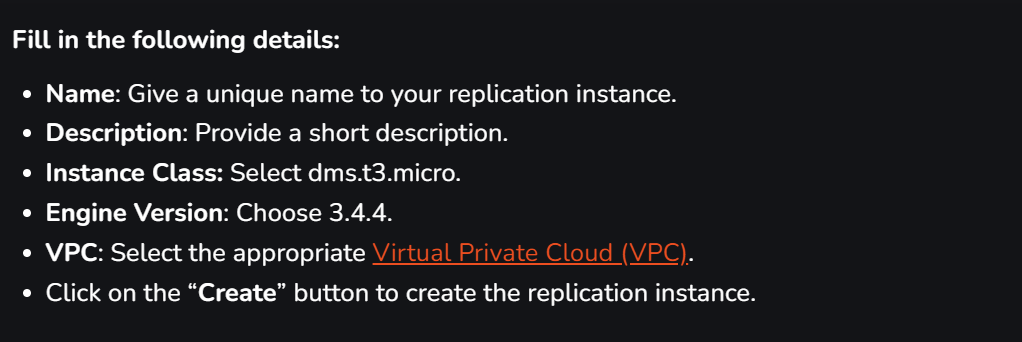 Fill in the following details:
• Name: Give a unique name to your replication instance.
• Description: Provide a short description.
• Instance Class: Select dms.t3.micro.
• Engine Version: Choose 3.4.4.
• VPC: Select the appropriate Virtual Private Cloud (VPC).
• Click on the “Create” button to create the replication instance.